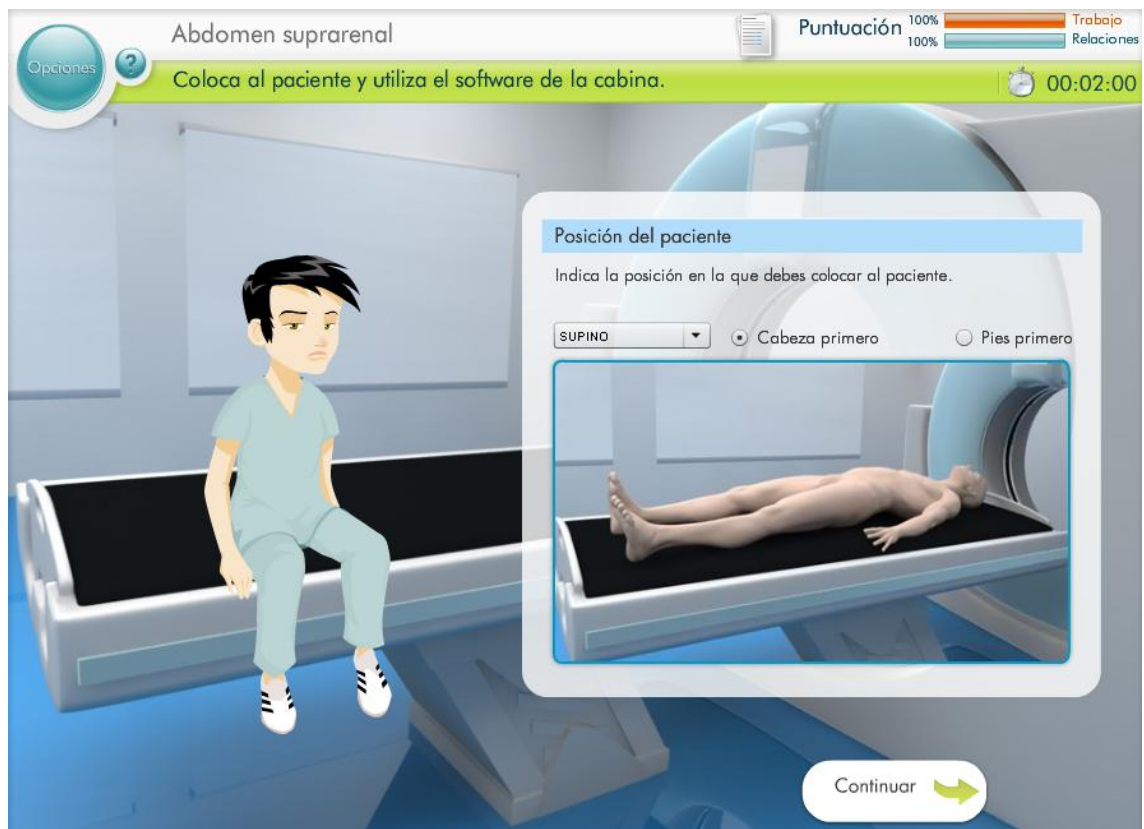 Opciones
?
Abdomen suprarenal
Puntuación
100% Trabajo
100% Relaciones
Coloca al paciente y utiliza el software de la cabina.
00:02:00
Posición del paciente
Indica la posición en la que debes colocar al paciente.
SUPINO Cabeza primero Pies primero
Continuar